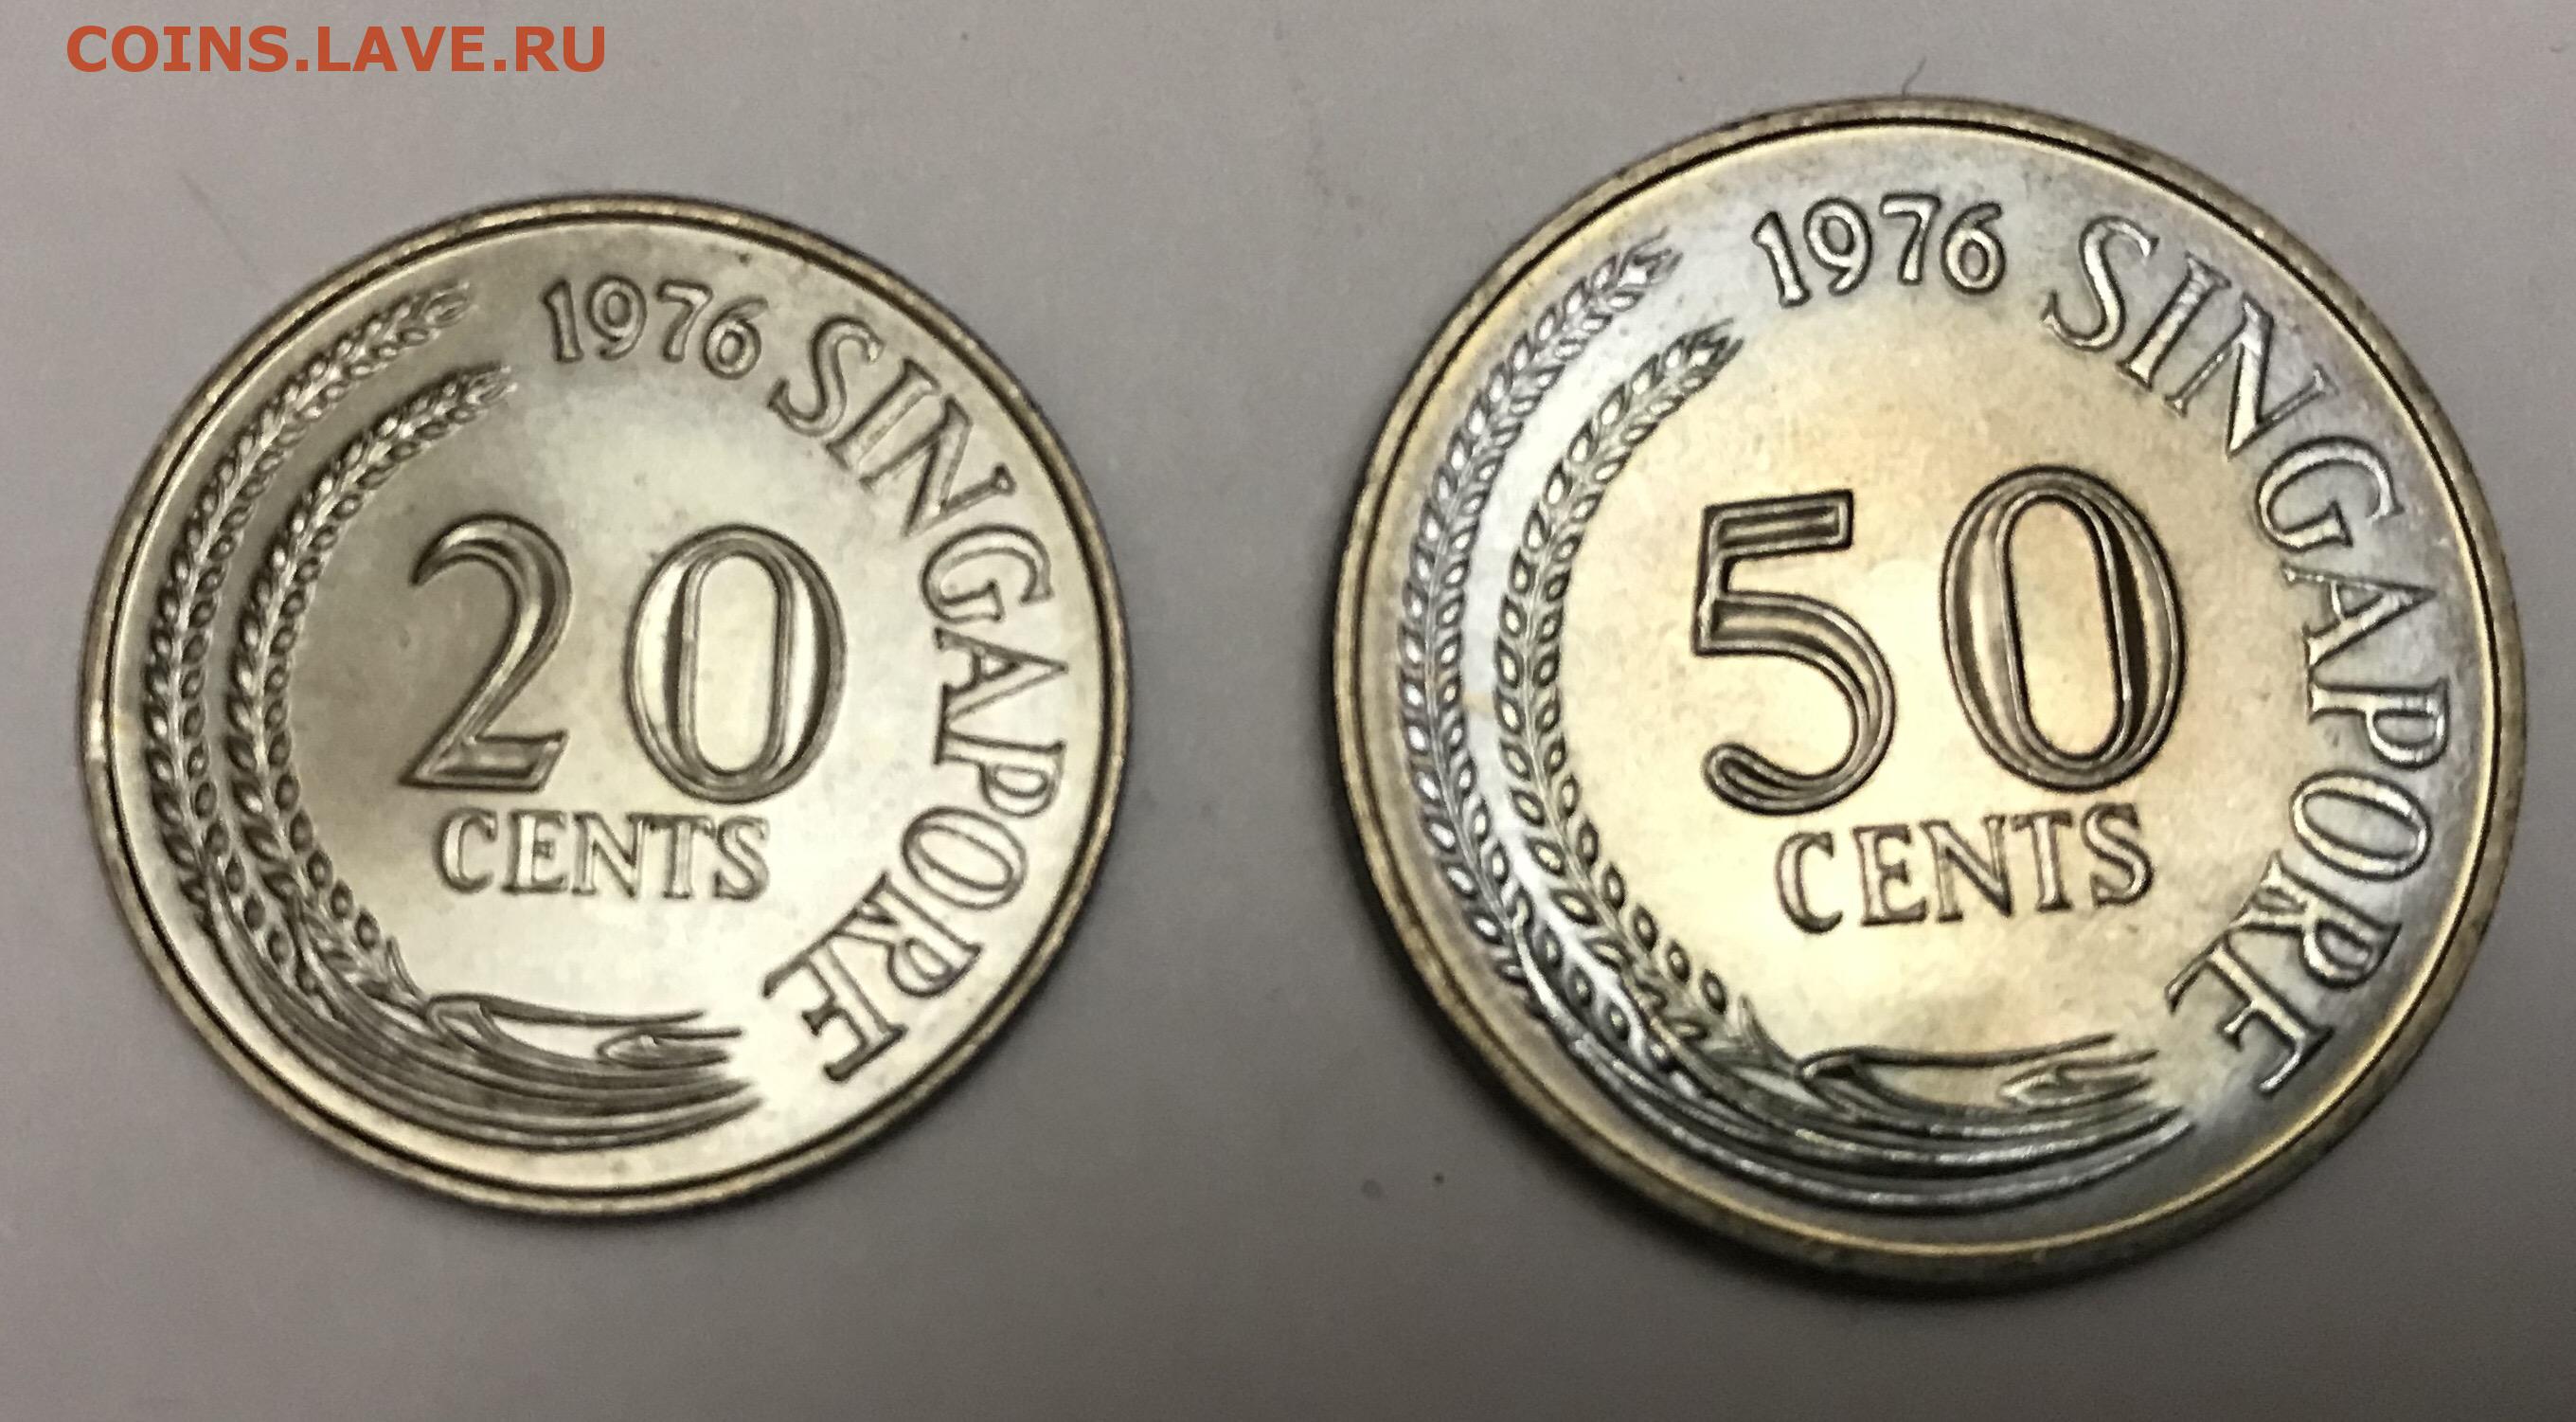 COINS.LAVE.RU
1976 SINGAPORE
20
CENTS
1976 SINGAPORE
50
CENTS